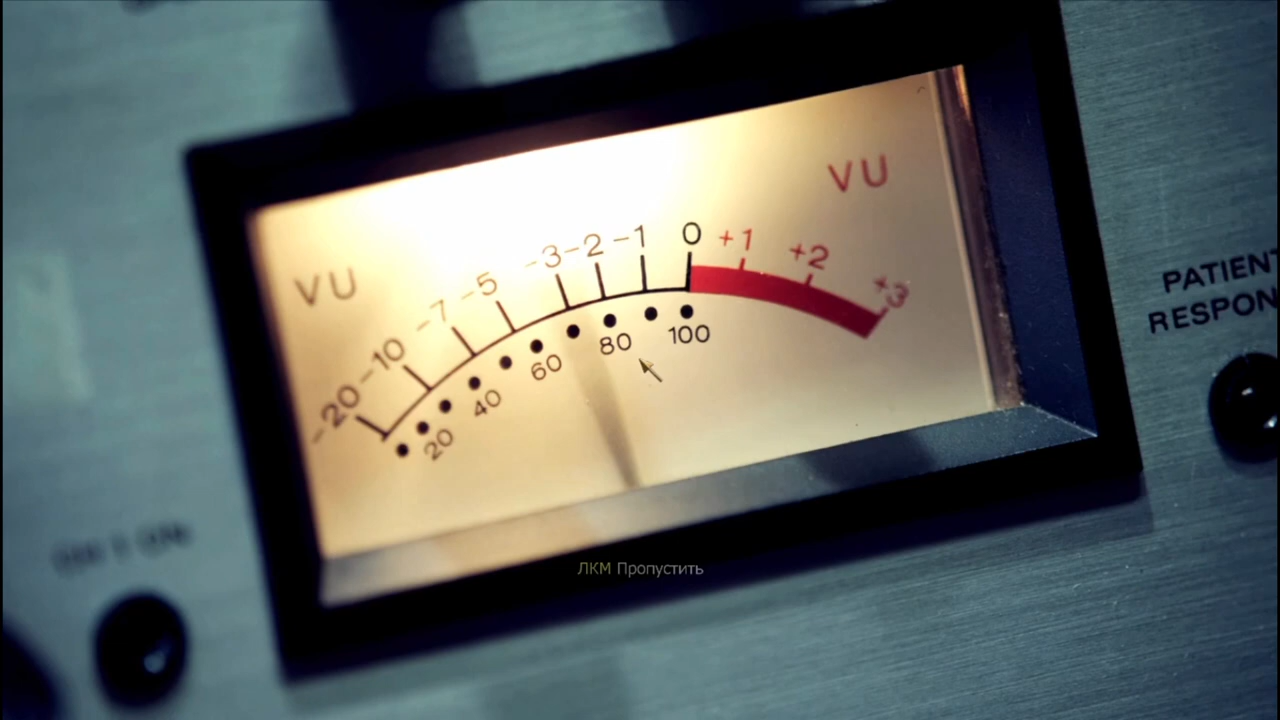 VU
VU
-20 -10 -7 -5 -3 -2 -1 0 +1 +2 +3
20 40 60 80 100
PATIENT
RESPON
ЛКМ Пропустить